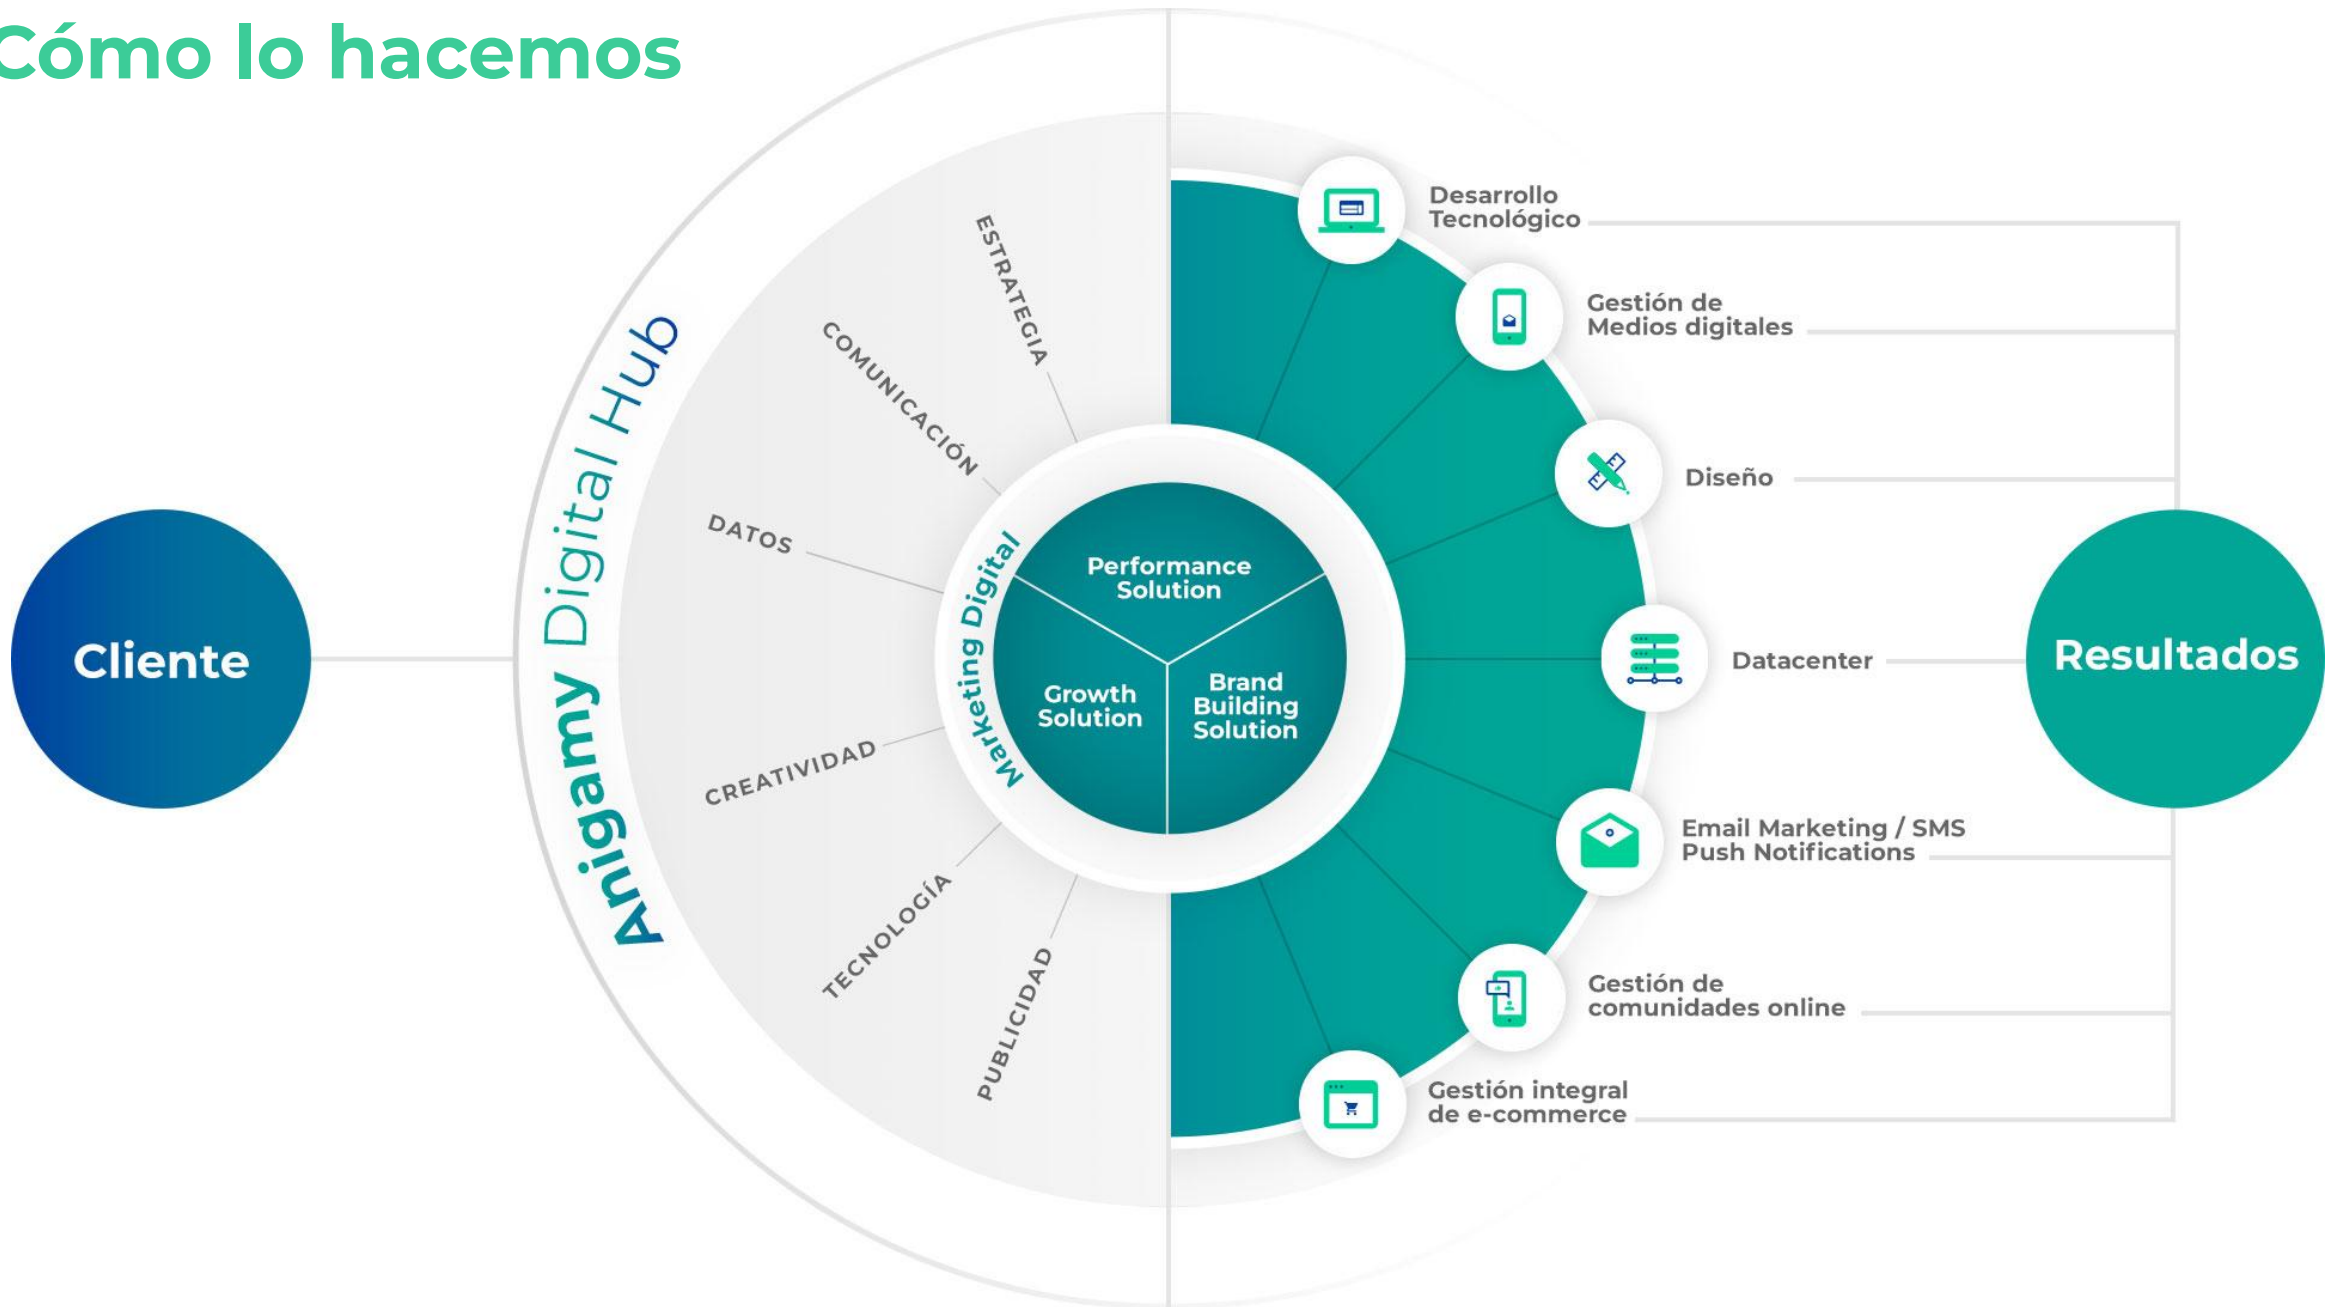 Cómo lo hacemos
Cliente
Anigamy Digital Hub
ESTRATEGIA
COMUNICACIÓN
DATOS
CREATIVIDAD
TECNOLOGÍA
PUBLICIDAD
Marketing Digital
Performance
Solution
Growth
Solution
Brand
Building
Solution
Desarrollo
Tecnológico
Gestión de
Medios digitales
Diseño
Datacenter
Email Marketing / SMS
Push Notifications
Gestión de
comunidades online
Gestión integral
de e-commerce
Resultados